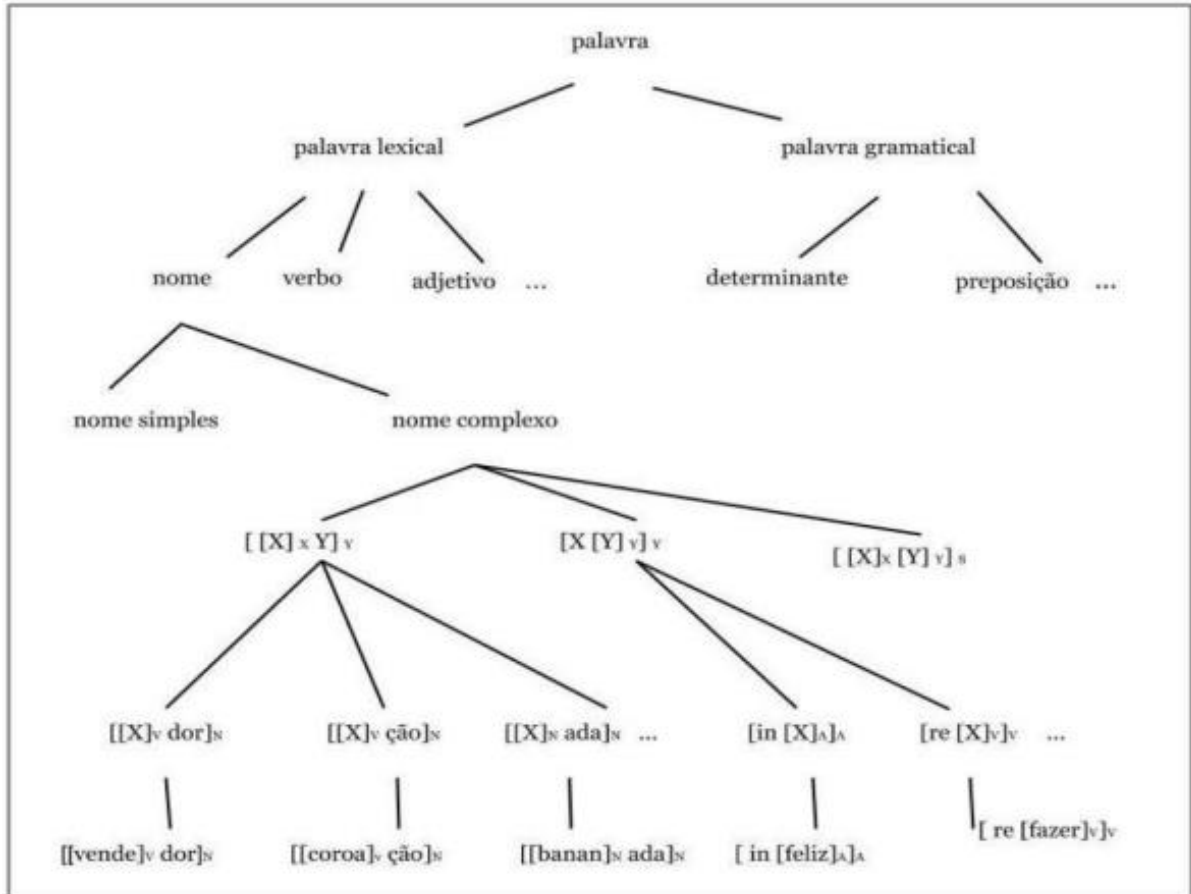 palavra
palavra lexical palavra gramatical
nome verbo adjetivo ... determinante preposição ...
nome simples nome complexo
[ [X] X Y] Y [X [Y] Y] Y [ [X]X [Y] Y] S
[[X]V dor]N [[X]V ção]N [[X]N ada]N ... [in [X]A]A [re [X]V]V ...
[[vende]V dor]N [[coroa]V ção]N [[banan]N ada]N [ in [feliz]A]A [ re [fazer]V]V